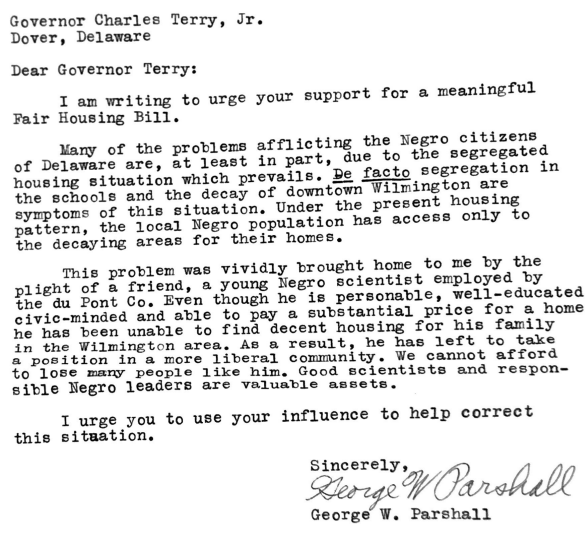 Governor Charles Terry, Jr.
Dover, Delaware
Dear Governor Terry:
I am writing to urge your support for a meaningful
Fair Housing Bill.
Many of the problems afflicting the Negro citizens
of Delaware are, at least in part, due to the segregated
housing situation which prevails. De facto segregation in
the schools and the decay of downtown Wilmington are
symptoms of this situation. Under the present housing
pattern, the local Negro population has access only to
the decaying areas for their homes.
This problem was vividly brought home to me by the
plight of a friend, a young Negro scientist employed by
the du Pont Co. Even though he is personable, well-educated
civic-minded and able to pay a substantial price for a home
he has been unable to find decent housing for his family
in the Wilmington area. As a result, he has left to take
a position in a more liberal community. We cannot afford
to lose many people like him. Good scientists and respon-
sible Negro leaders are valuable assets.
I urge you to use your influence to help correct
this situation.
Sincerely,
George W Parshall
George W. Parshall